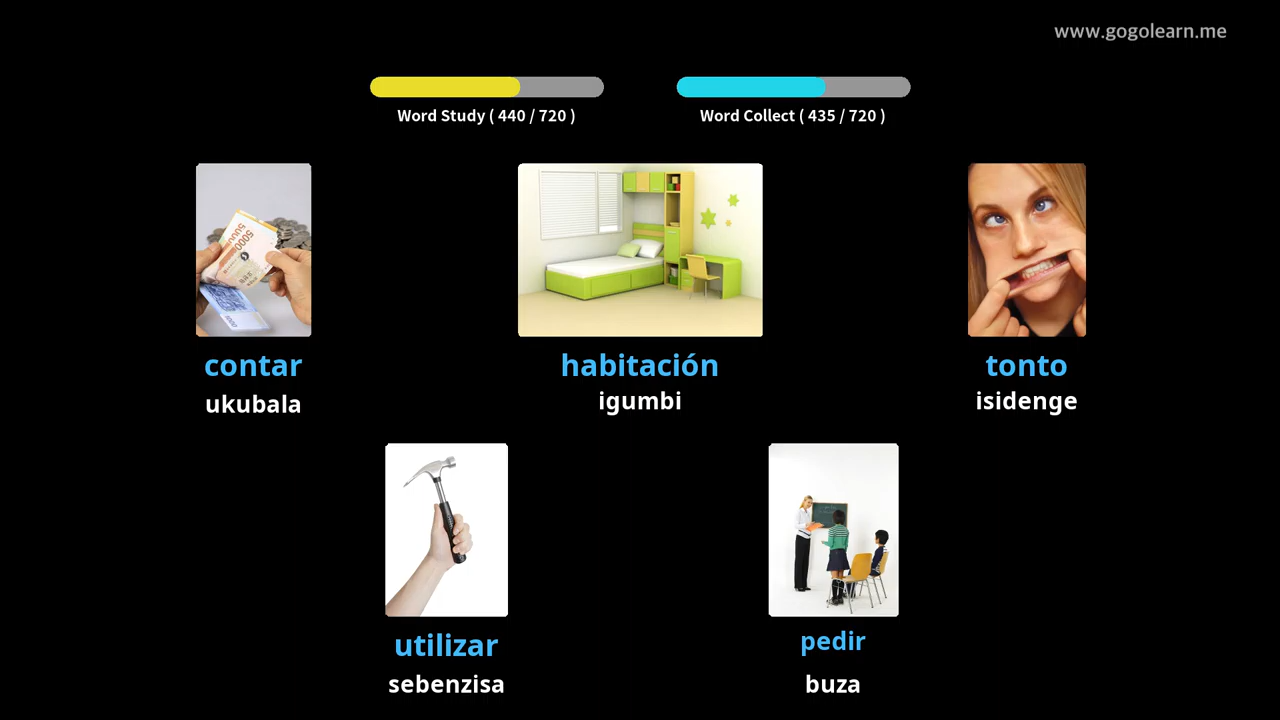 www.gogolearn.me
Word Study ( 440 / 720 )
Word Collect ( 435 / 720 )
contar
ukubala
habitación
igumbi
tonto
isidenge
utilizar
sebenzisa
pedir
buza